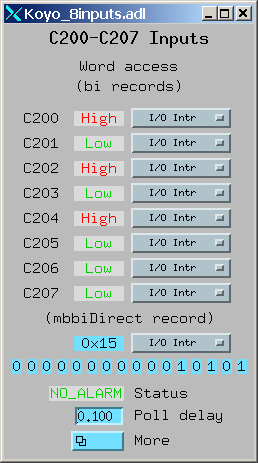 Koyo_8inputs.adl
C200-C207 Inputs
Word access
(bi records)
C200 High I/O Intr
C201 Low I/O Intr
C202 High I/O Intr
C203 Low I/O Intr
C204 High I/O Intr
C205 Low I/O Intr
C206 Low I/O Intr
C207 Low I/O Intr
(mbbiDirect record)
0x15 I/O Intr
0 0 0 0 0 0 0 0 0 0 0 1 0 1 0 1
NO_ALARM Status
0.100 Poll delay
More